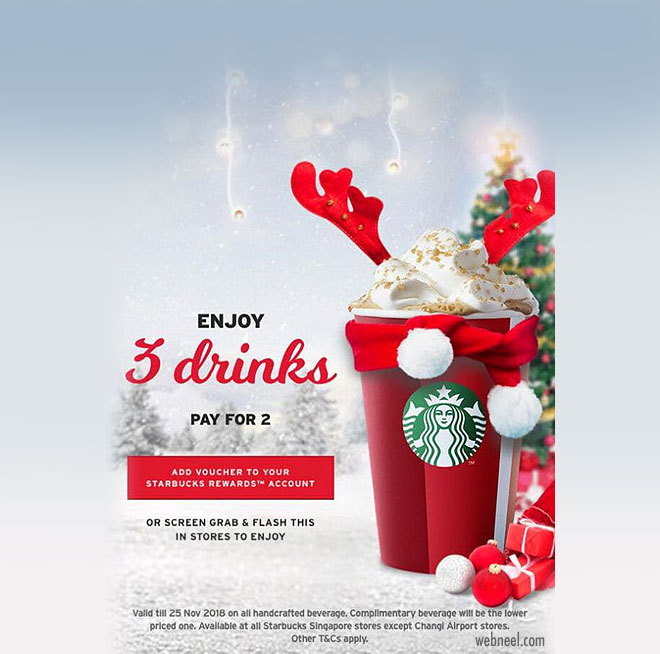 ENJOY
3 drinks
PAY FOR 2
ADD VOUCHER TO YOUR
STARBUCKS REWARDS™ ACCOUNT
OR SCREEN GRAB & FLASH THIS
IN STORES TO ENJOY
TM
Valid till 25 Nov 2018 on all handcrafted beverage. Complimentary beverage will be the lower
priced one. Available at all Starbucks Singapore stores except Changi Airport stores.
Other T&Cs apply.
webneel.com